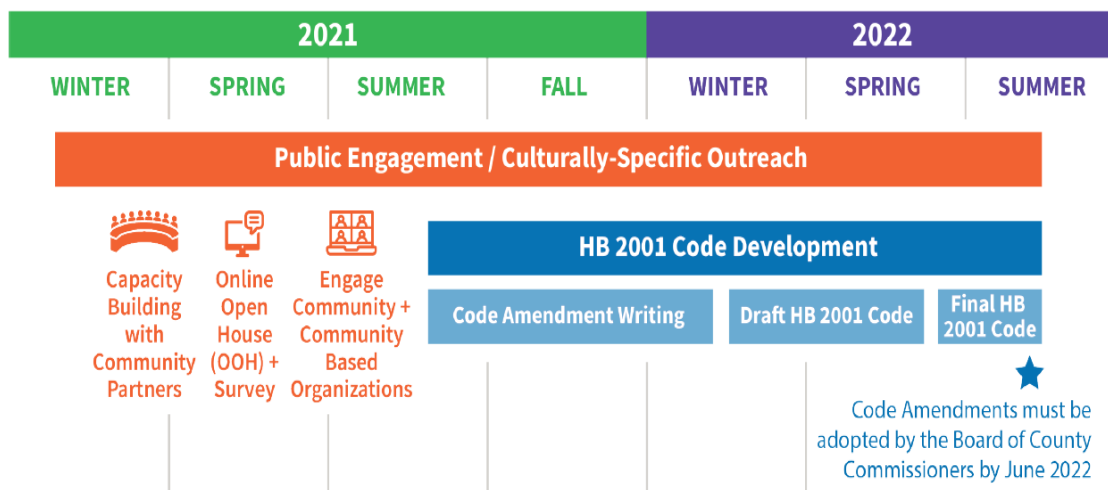 2021
2022
WINTER
SPRING
SUMMER
FALL
WINTER
SPRING
SUMMER
Public Engagement / Culturally-Specific Outreach
Capacity
Building
with
Community
Partners
Online
Open
House
(OOH) +
Survey
Engage
Community +
Community
Based
Organizations
HB 2001 Code Development
Code Amendment Writing
Draft HB 2001 Code
Final HB
2001 Code
Code Amendments must be
adopted by the Board of County
Commissioners by June 2022